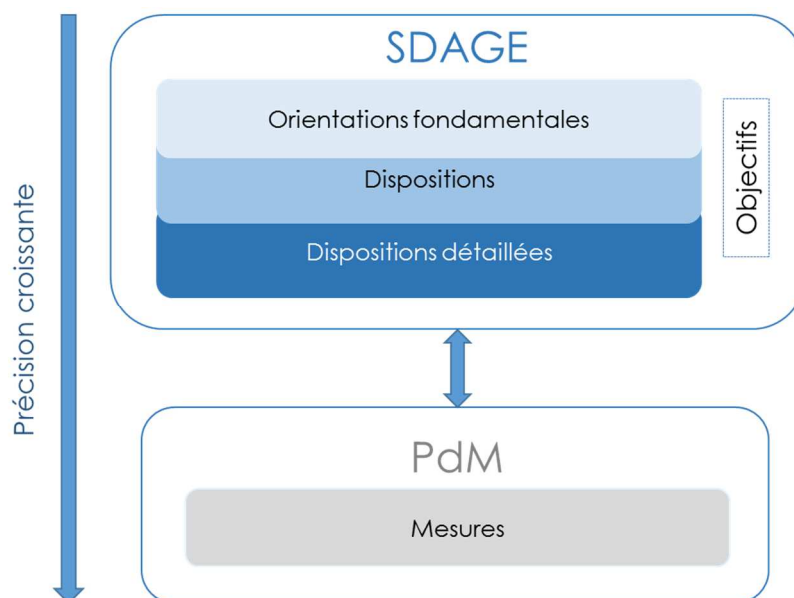 SDAGE
Orientations fondamentales
Dispositions
Dispositions détaillées
Objectifs
Précision croissante
PdM
Mesures